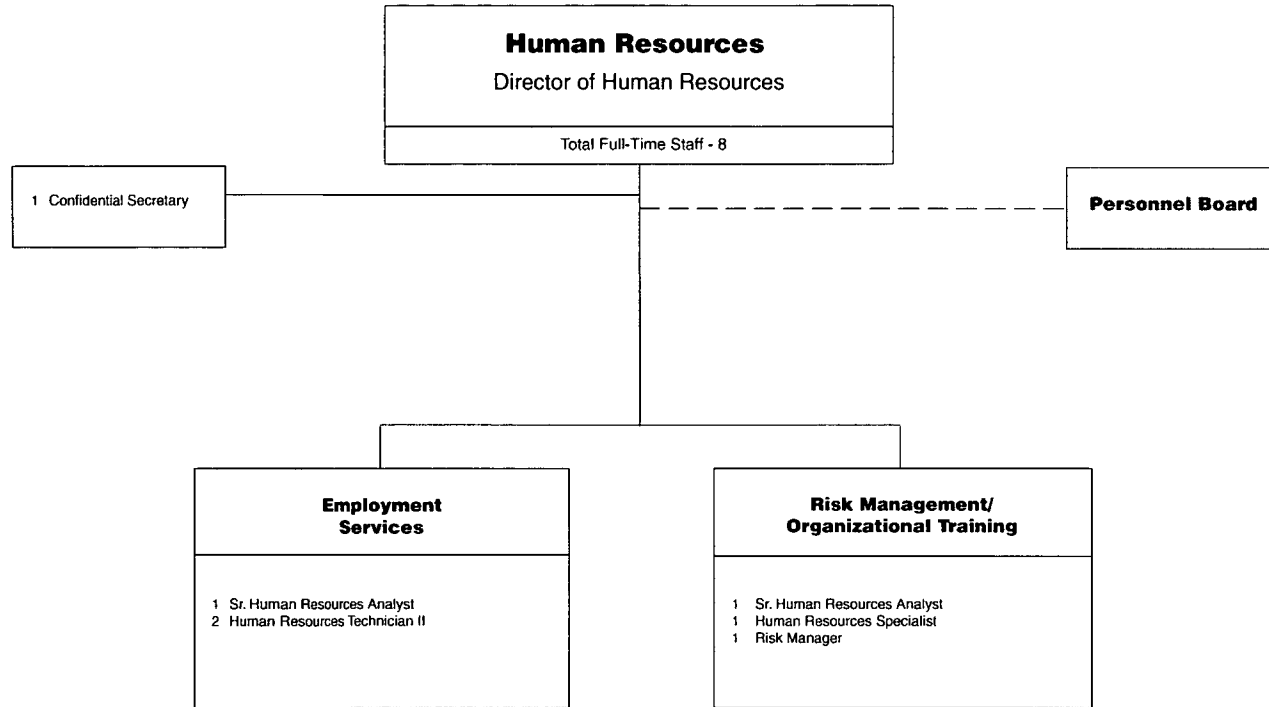 Human Resources
Director of Human Resources
Total Full-Time Staff - 8
1 Confidential Secretary
Personnel Board
Employment
Services
1 Sr. Human Resources Analyst
2 Human Resources Technician II
Risk Management/
Organizational Training
1 Sr. Human Resources Analyst
1 Human Resources Specialist
1 Risk Manager